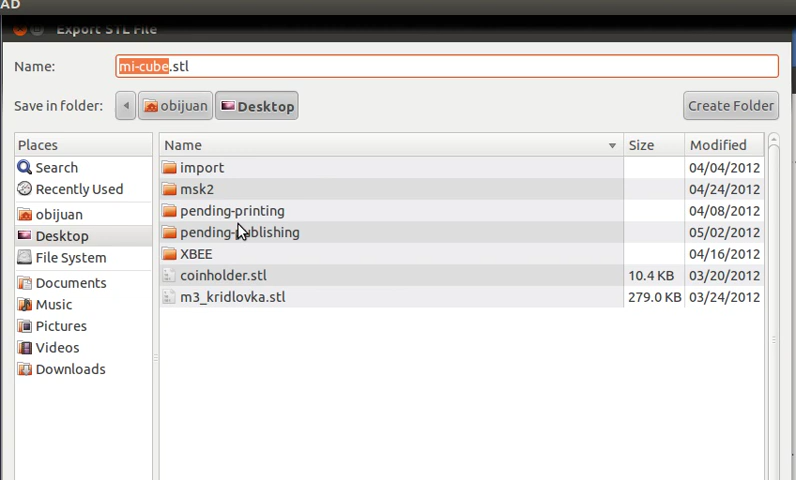 AD
Export STL File
Name: mi-cube.stl
Save in folder: obijuan Desktop Create Folder
Places Name Size Modified
Search import 04/04/2012
Recently Used msk2 04/24/2012
obijuan pending-printing 04/08/2012
Desktop pending-publishing 05/02/2012
File System XBEE 04/16/2012
Documents coinholder.stl 10.4 KB 03/20/2012
Music m3_kridlovka.stl 279.0 KB 03/24/2012
Pictures
Videos
Downloads